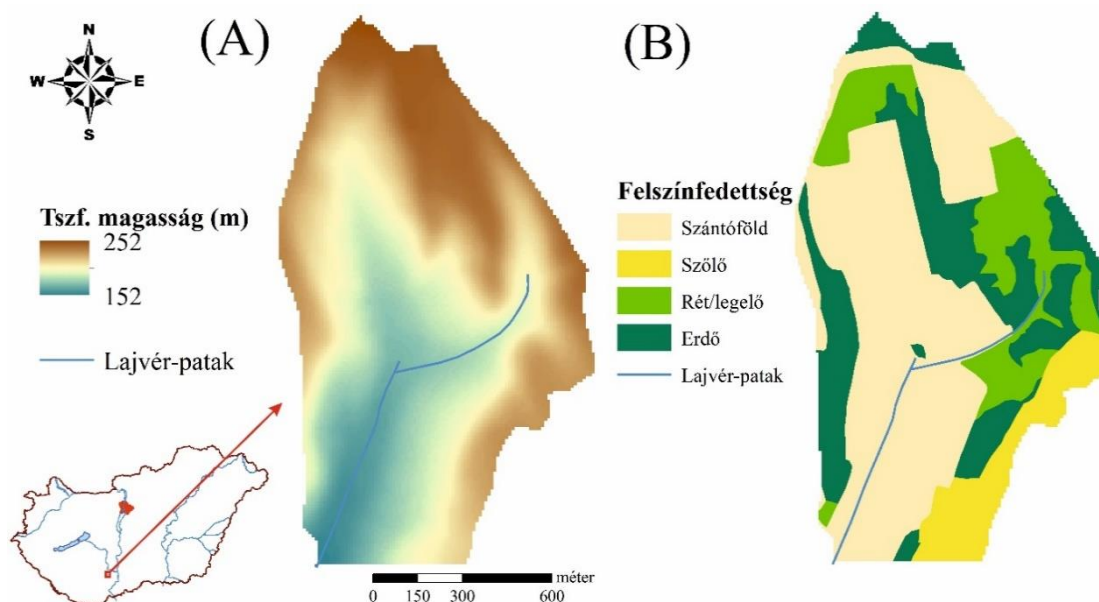 (A)
N
W E
S
Tszf. magasság (m)
252
152
Lajvér-patak
méter
0 150 300 600
(B)
Felszínfedettség
Szántóföld
Szőlő
Rét/legelő
Erdő
Lajvér-patak